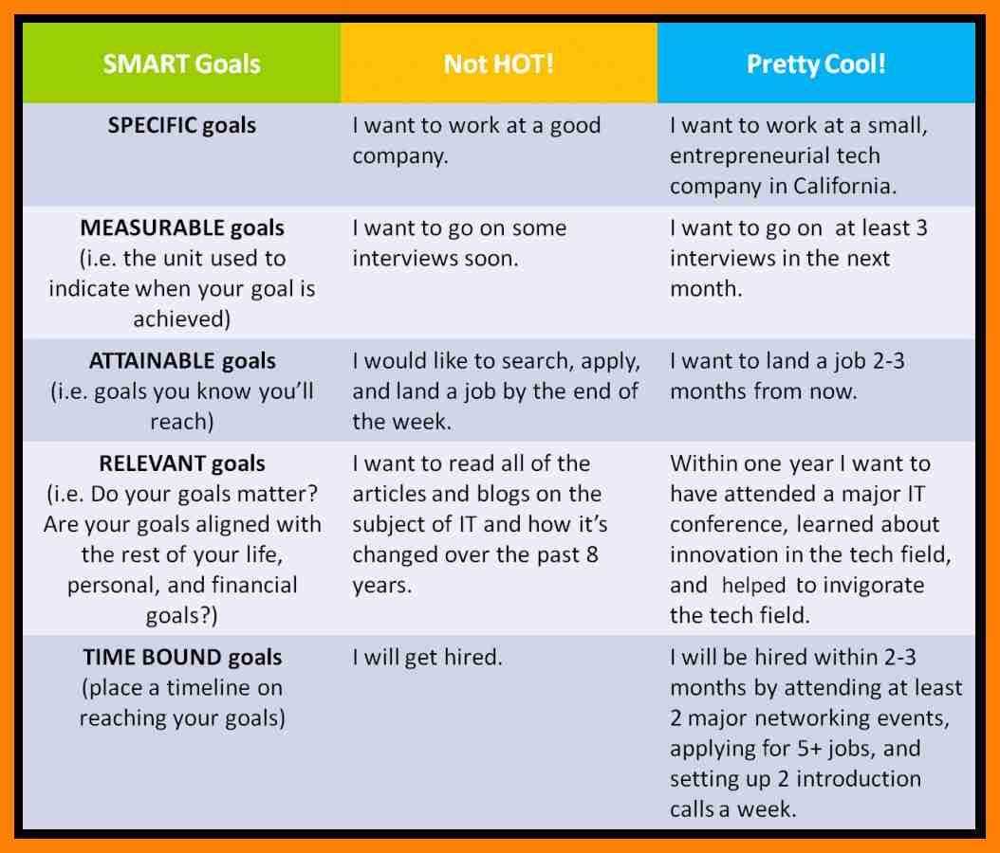 SMART Goals
Not HOT!
Pretty Cool!
SPECIFIC goals
I want to work at a good
company.
I want to work at a small,
entrepreneurial tech
company in California.
MEASURABLE goals
(i.e. the unit used to
indicate when your goal is
achieved)
I want to go on some
interviews soon.
I want to go on  at least 3
interviews in the next
month.
ATTAINABLE goals
(i.e. goals you know you’ll
reach)
I would like to search, apply,
and land a job by the end of
the week.
I want to land a job 2-3
months from now.
RELEVANT goals
(i.e. Do your goals matter?
Are your goals aligned with
the rest of your life,
personal, and financial
goals?)
I want to read all of the
articles and blogs on the
subject of IT and how it’s
changed over the past 8
years.
Within one year I want to
have attended a major IT
conference, learned about
innovation in the tech field,
and  helped  to invigorate
the tech field.
TIME BOUND goals
(place a timeline on
reaching your goals)
I will get hired.
I will be hired within 2-3
months by attending at least
2 major networking events,
applying for 5+ jobs, and
setting up 2 introduction
calls a week.